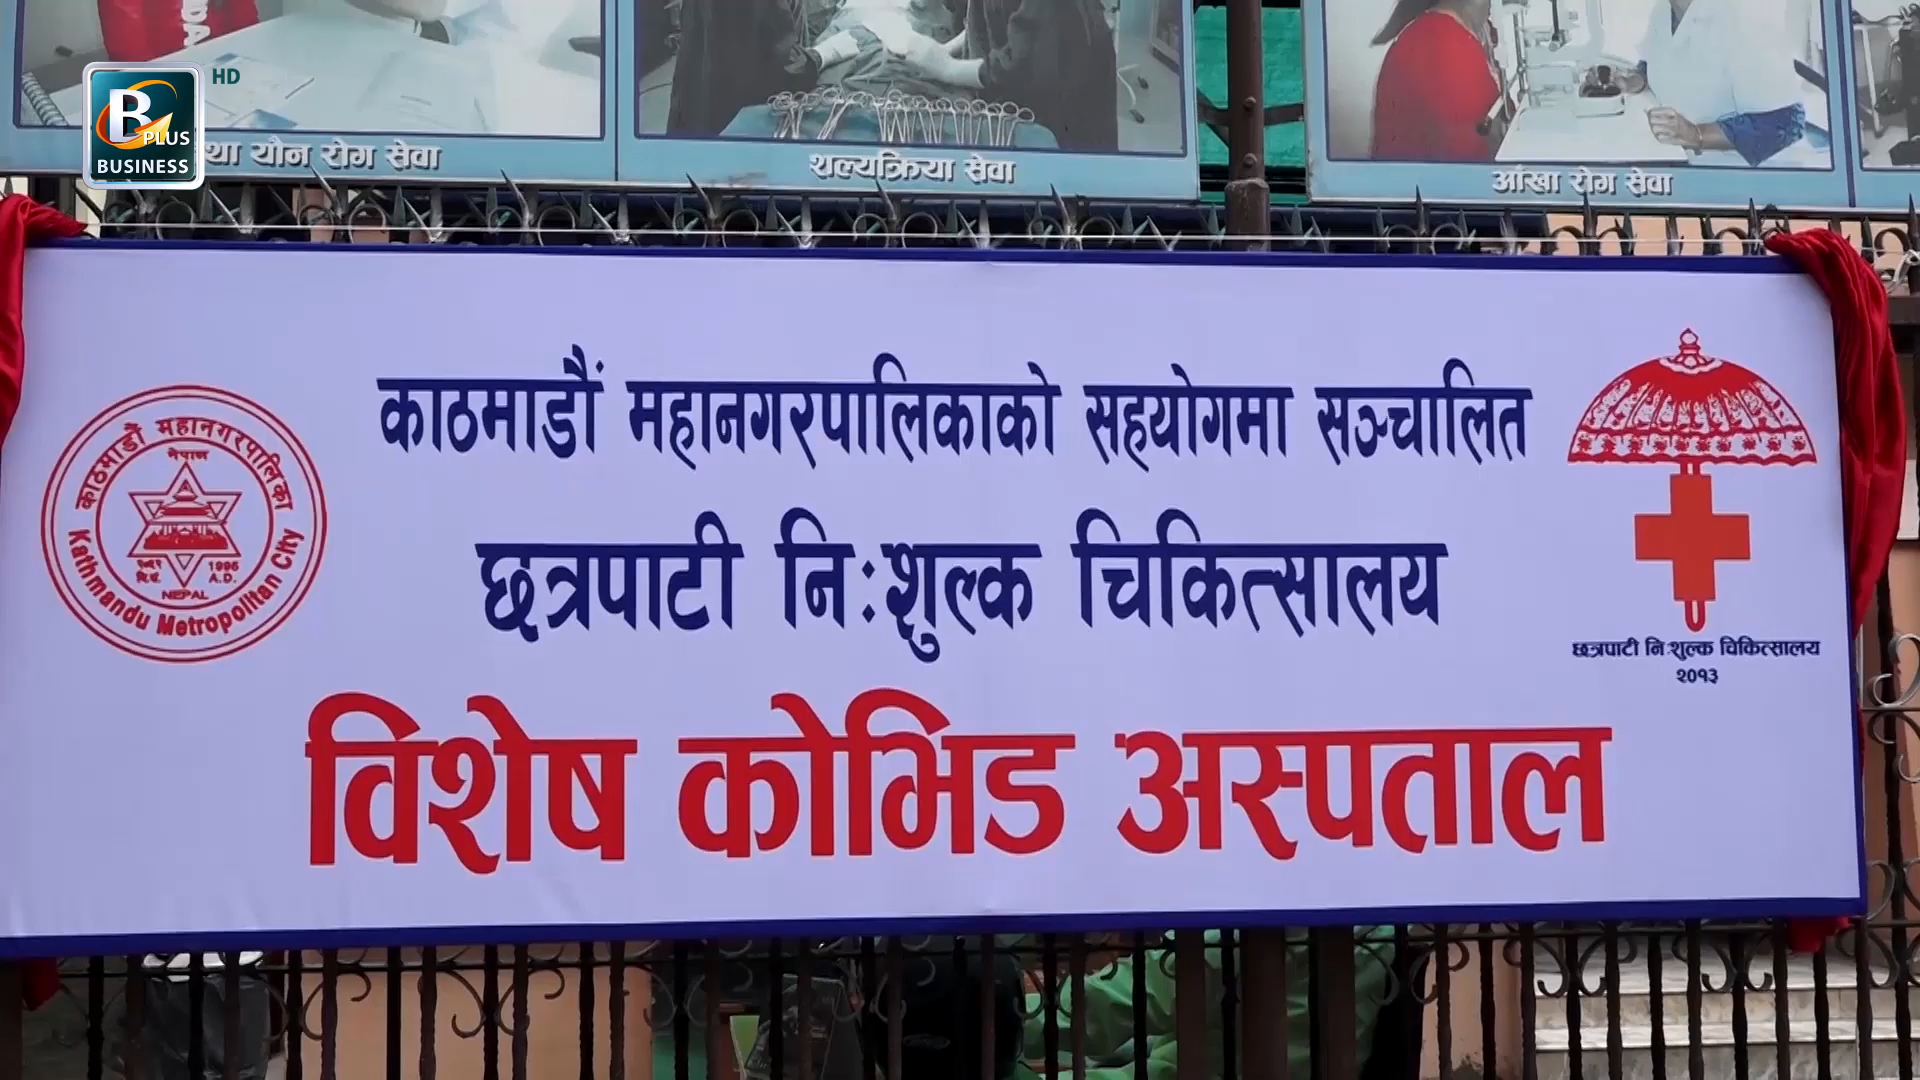 B PLUS
BUSINESS
HD
था यौन रोग सेवा
शल्यक्रिया सेवा
आंखा रोग सेवा
काठमाडौं महानगरपालिकाको सहयोगमा सञ्चालित
छत्रपाटी निःशुल्क चिकित्सालय
विशेष कोभिड अस्पताल
काठमाडौं महानगरपालिका
नेपाल
वि.सं.
1995
A.D.
NEPAL
Kathmandu Metropolitan City
छत्रपाटी निःशुल्क चिकित्सालय
२०१३